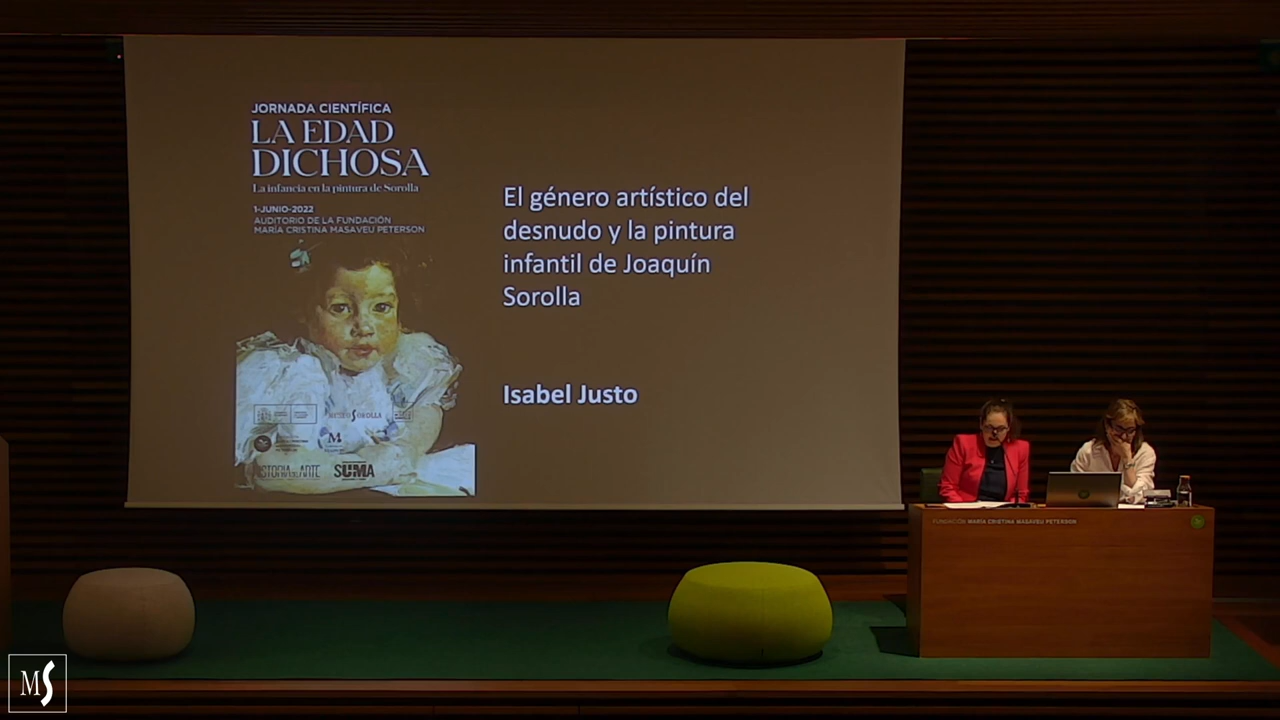 JORNADA CIENTÍFICA
LA EDAD
DICHOSA
La infancia en la pintura de Sorolla
1-JUNIO-2022
AUDITORIO DE LA FUNDACIÓN
MARÍA CRISTINA MASAVEU PETERSON
El género artístico del
desnudo y la pintura
infantil de Joaquín
Sorolla
Isabel Justo
MUSEO SOROLLA
M
HISTORIA DEL ARTE
SUMA
FUNDACIÓN MARÍA CRISTINA MASAVEU PETERSON
MS